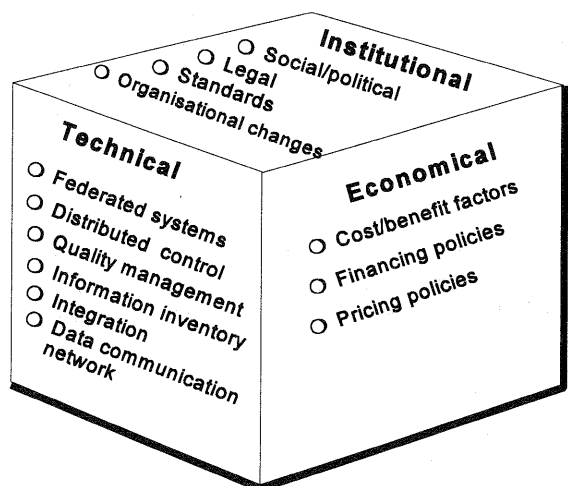 Institutional
Social/political
Legal
Standards
Organisational changes
Technical
Federated systems
Distributed control
Quality management
Information inventory
Integration
Data communication
network
Economical
Cost/benefit factors
Financing policies
Pricing policies